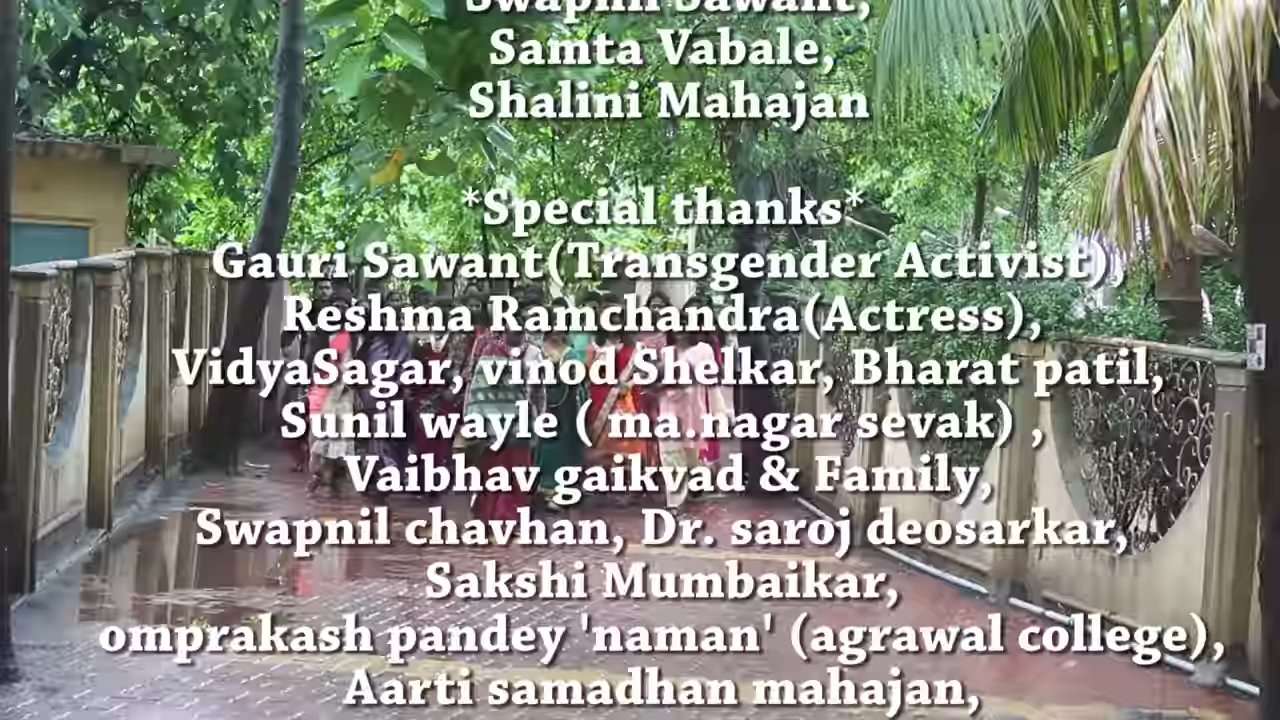 Swapnil Sawant,
Samta Vabale,
Shalini Mahajan
*Special thanks*
Gauri Sawant(Transgender Activist),
Reshma Ramchandra(Actress),
VidyaSagar, vinod Shelkar, Bharat patil,
Sunil wayle ( ma.nagar sevak) ,
Vaibhav gaikvad & Family,
Swapnil chavhan, Dr. saroj deosarkar,
Sakshi Mumbaikar,
omprakash pandey 'naman' (agrawal college),
Aarti samadhan mahajan,